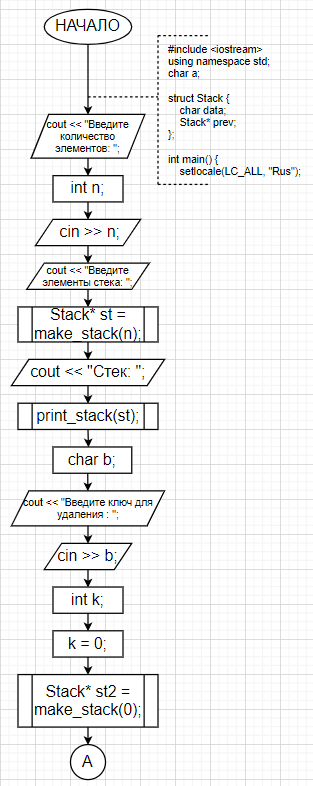 НАЧАЛО
#include <iostream>
using namespace std;
char a;
struct Stack {
char data;
Stack* prev;
};
int main() {
setlocale(LC_ALL, "Rus");
cout << "Введите
количество
элементов: ";
int n;
cin >> n;
cout << "Введите
элементы стека: ";
Stack* st =
make_stack(n);
cout << "Стек: ";
print_stack(st);
char b;
cout << "Введите ключ для
удаления : ";
cin >> b;
int k;
k = 0;
Stack* st2 =
make_stack(0);
А